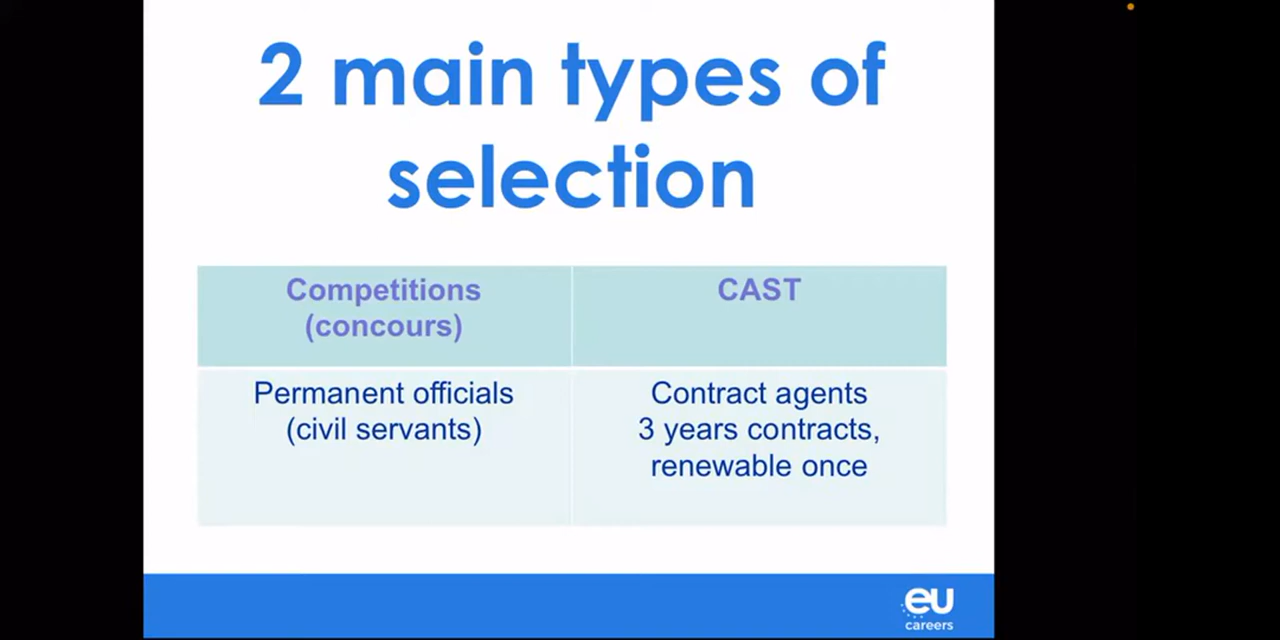 2 main types of
selection
Competitions
(concours)
CAST
Permanent officials
(civil servants)
Contract agents
3 years contracts,
renewable once
eu
careers